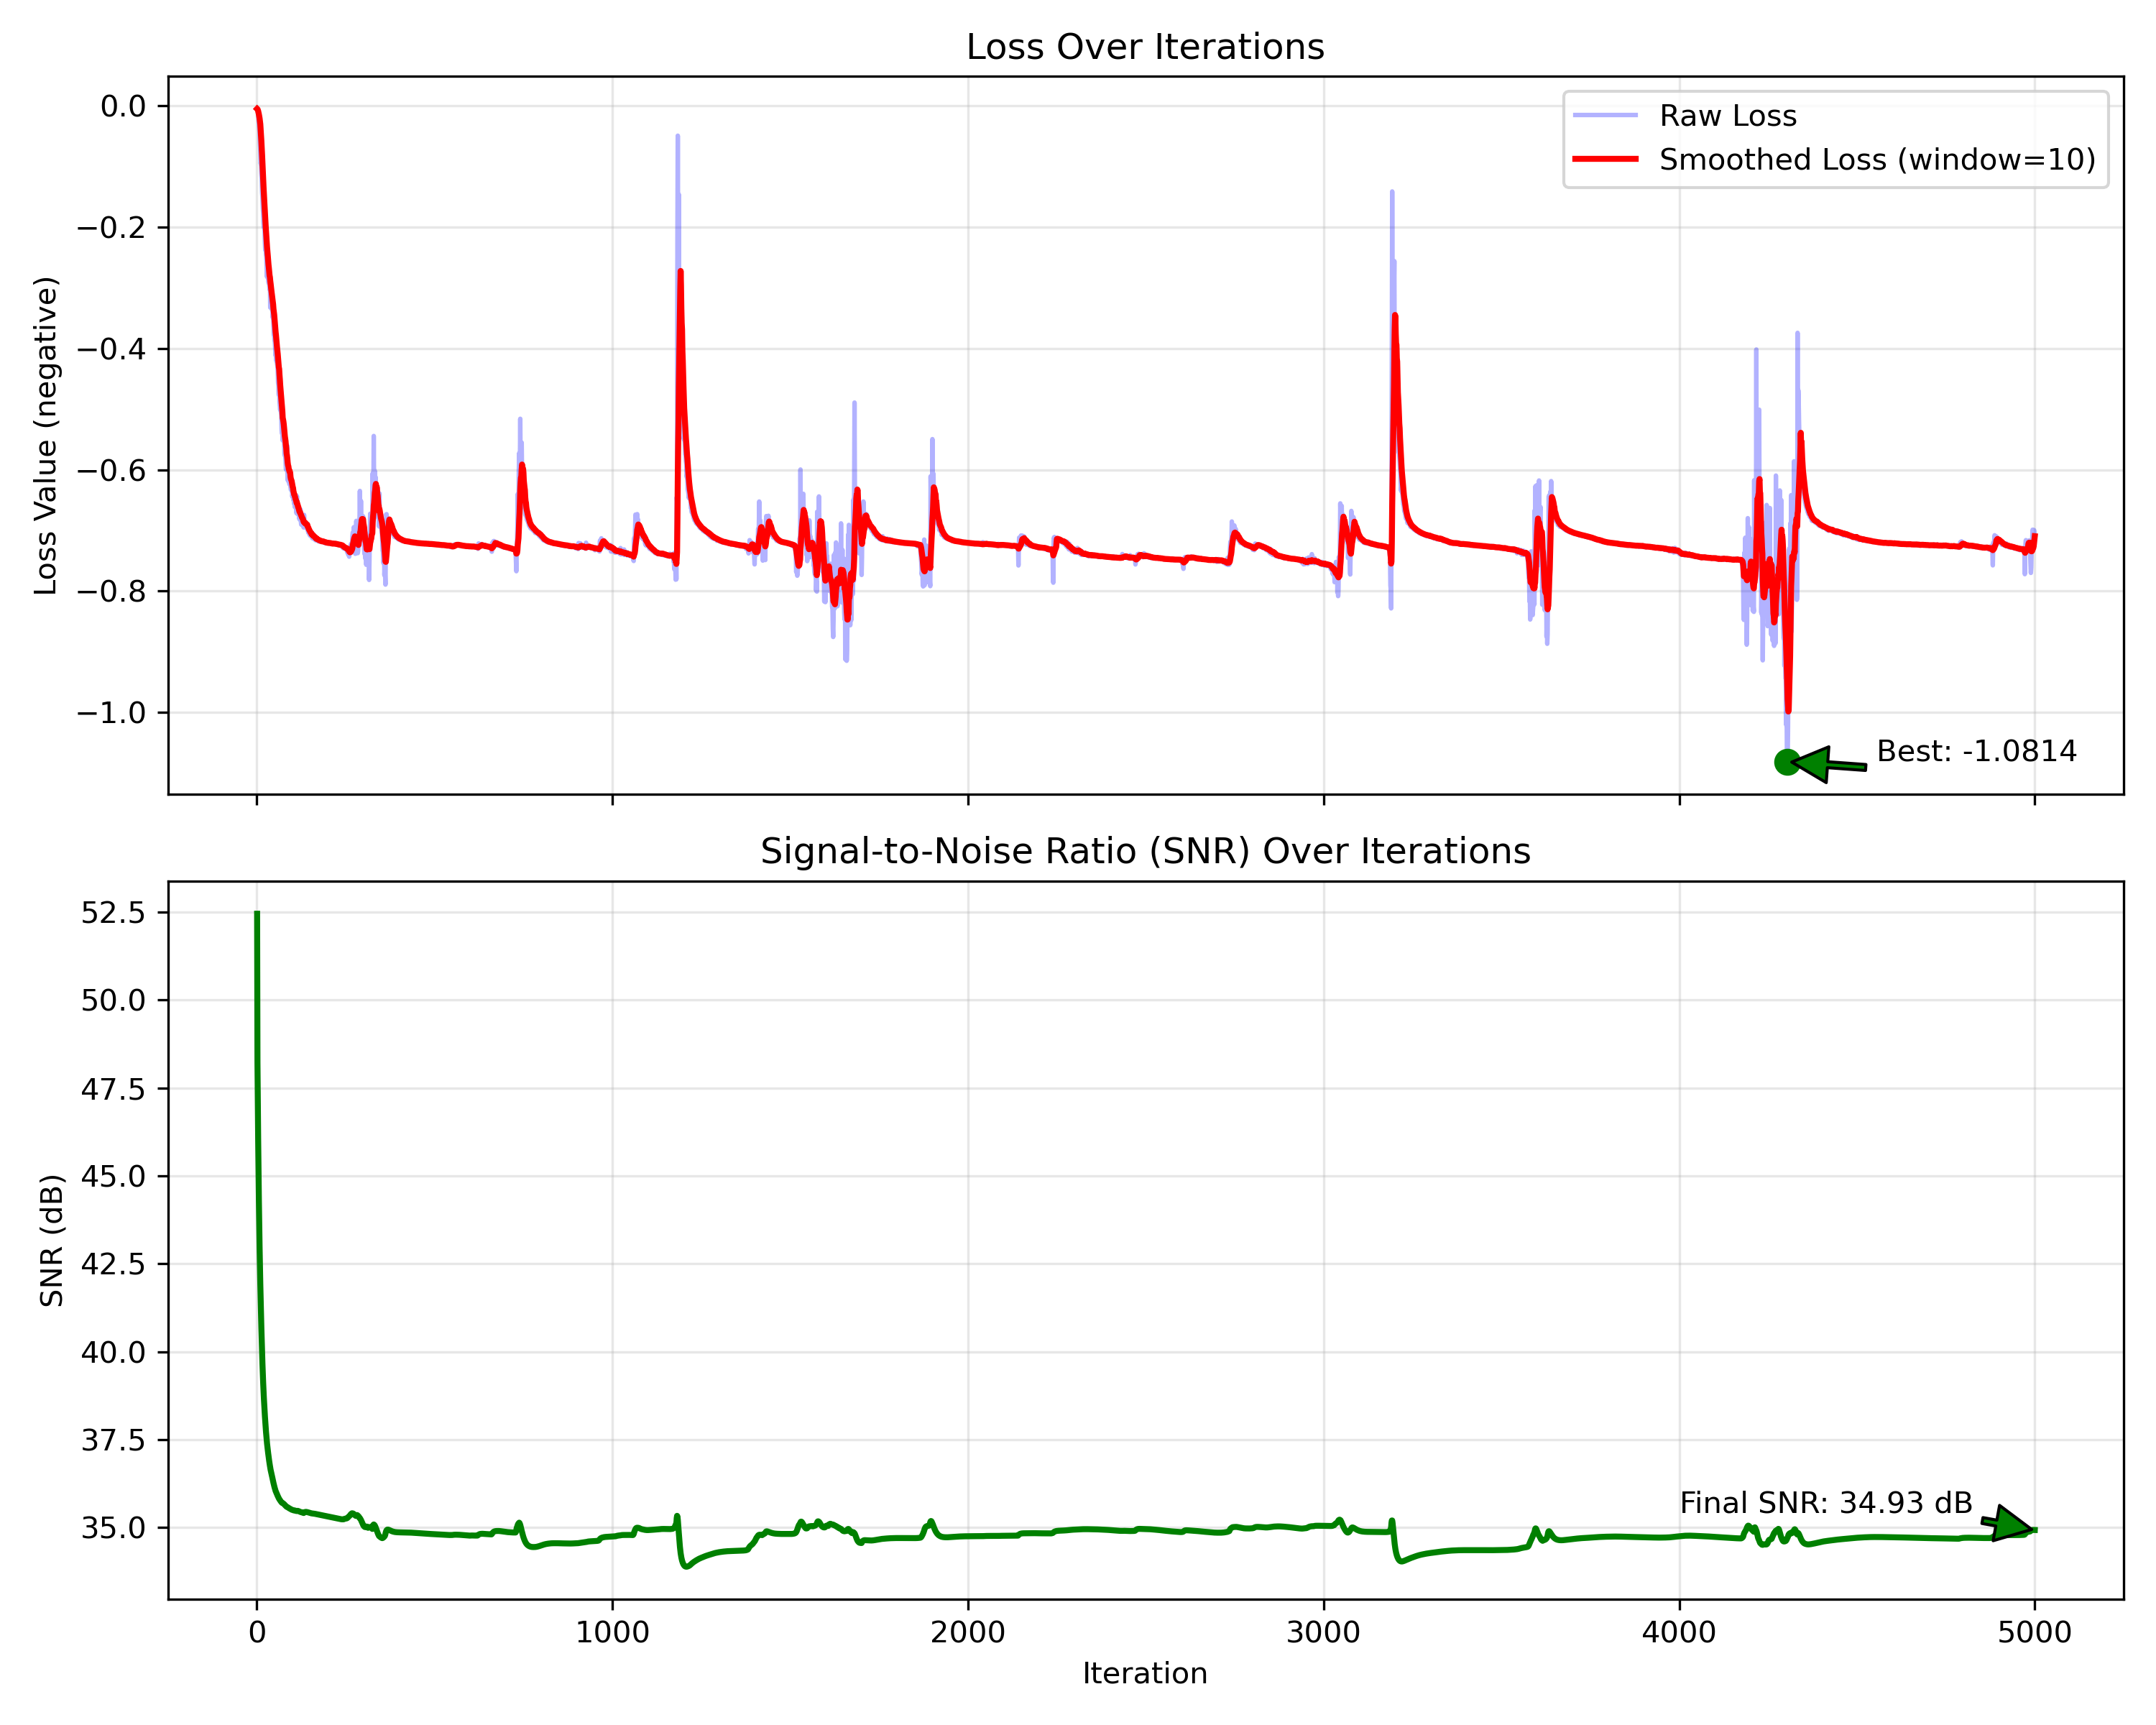 Loss Over Iterations
Raw Loss
Smoothed Loss (window=10)
Loss Value (negative)
0.0
−0.2
−0.4
−0.6
−0.8
−1.0
Best: -1.0814
Signal-to-Noise Ratio (SNR) Over Iterations
SNR (dB)
52.5
50.0
47.5
45.0
42.5
40.0
37.5
35.0
Final SNR: 34.93 dB
0 1000 2000 3000 4000 5000
Iteration